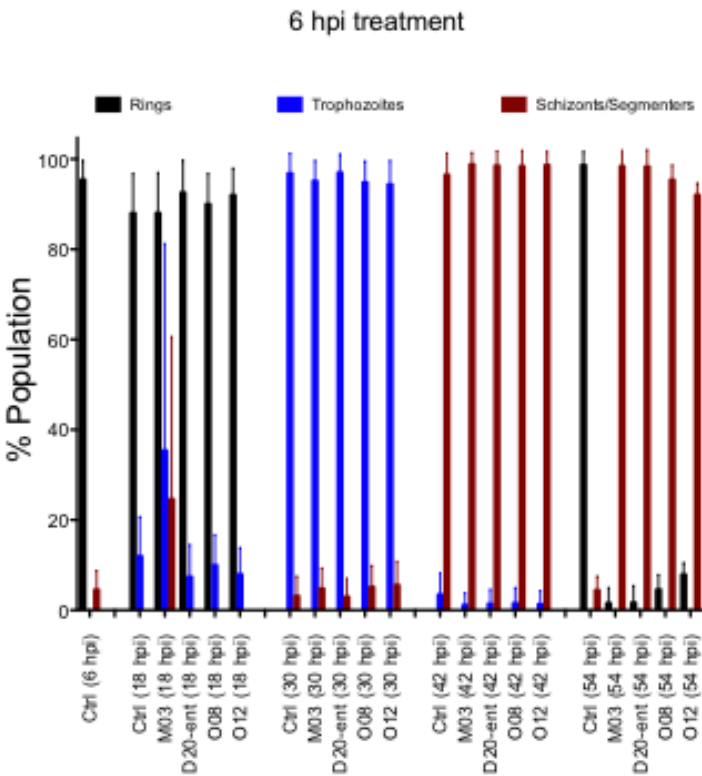 6 hpi treatment
Rings Trophozoites Schizonts/Segmenters
% Population
100
80
60
40
20
0
Ctrl (6 hpi)
Ctrl (18 hpi)
M03 (18 hpi)
D20-ent (18 hpi)
O08 (18 hpi)
O12 (18 hpi)
Ctrl (30 hpi)
M03 (30 hpi)
D20-ent (30 hpi)
O08 (30 hpi)
O12 (30 hpi)
Ctrl (42 hpi)
M03 (42 hpi)
D20-ent (42 hpi)
O08 (42 hpi)
O12 (42 hpi)
Ctrl (54 hpi)
M03 (54 hpi)
D20-ent (54 hpi)
O08 (54 hpi)
O12 (54 hpi)